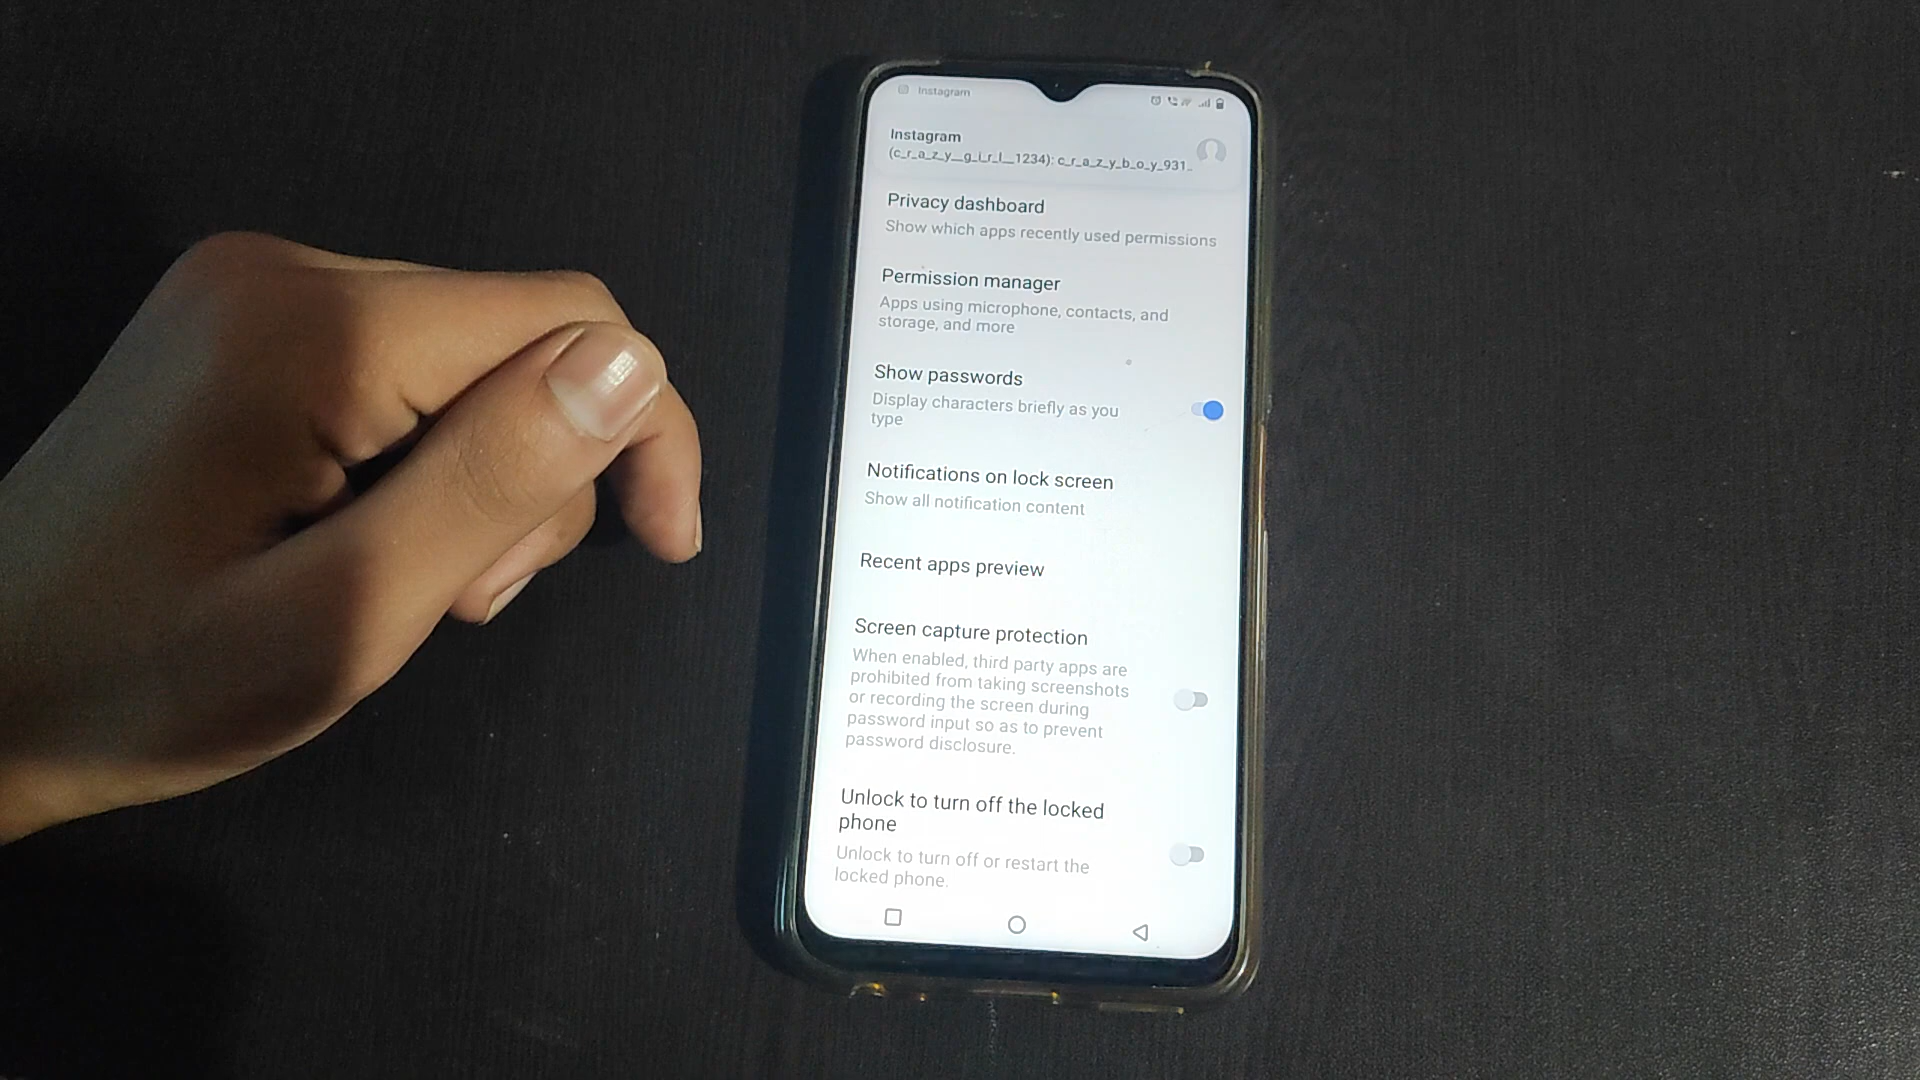 Instagram
Instagram
(c_r_a_z_y__g_i_r_l__1234): c_r_a_z_y_b_o_y_931_
Privacy dashboard
Show which apps recently used permissions
Permission manager
Apps using microphone, contacts, and
storage, and more
Show passwords
Display characters briefly as you
type
Notifications on lock screen
Show all notification content
Recent apps preview
Screen capture protection
When enabled, third party apps are
prohibited from taking screenshots
or recording the screen during
password input so as to prevent
password disclosure.
Unlock to turn off the locked
phone
Unlock to turn off or restart the
locked phone.